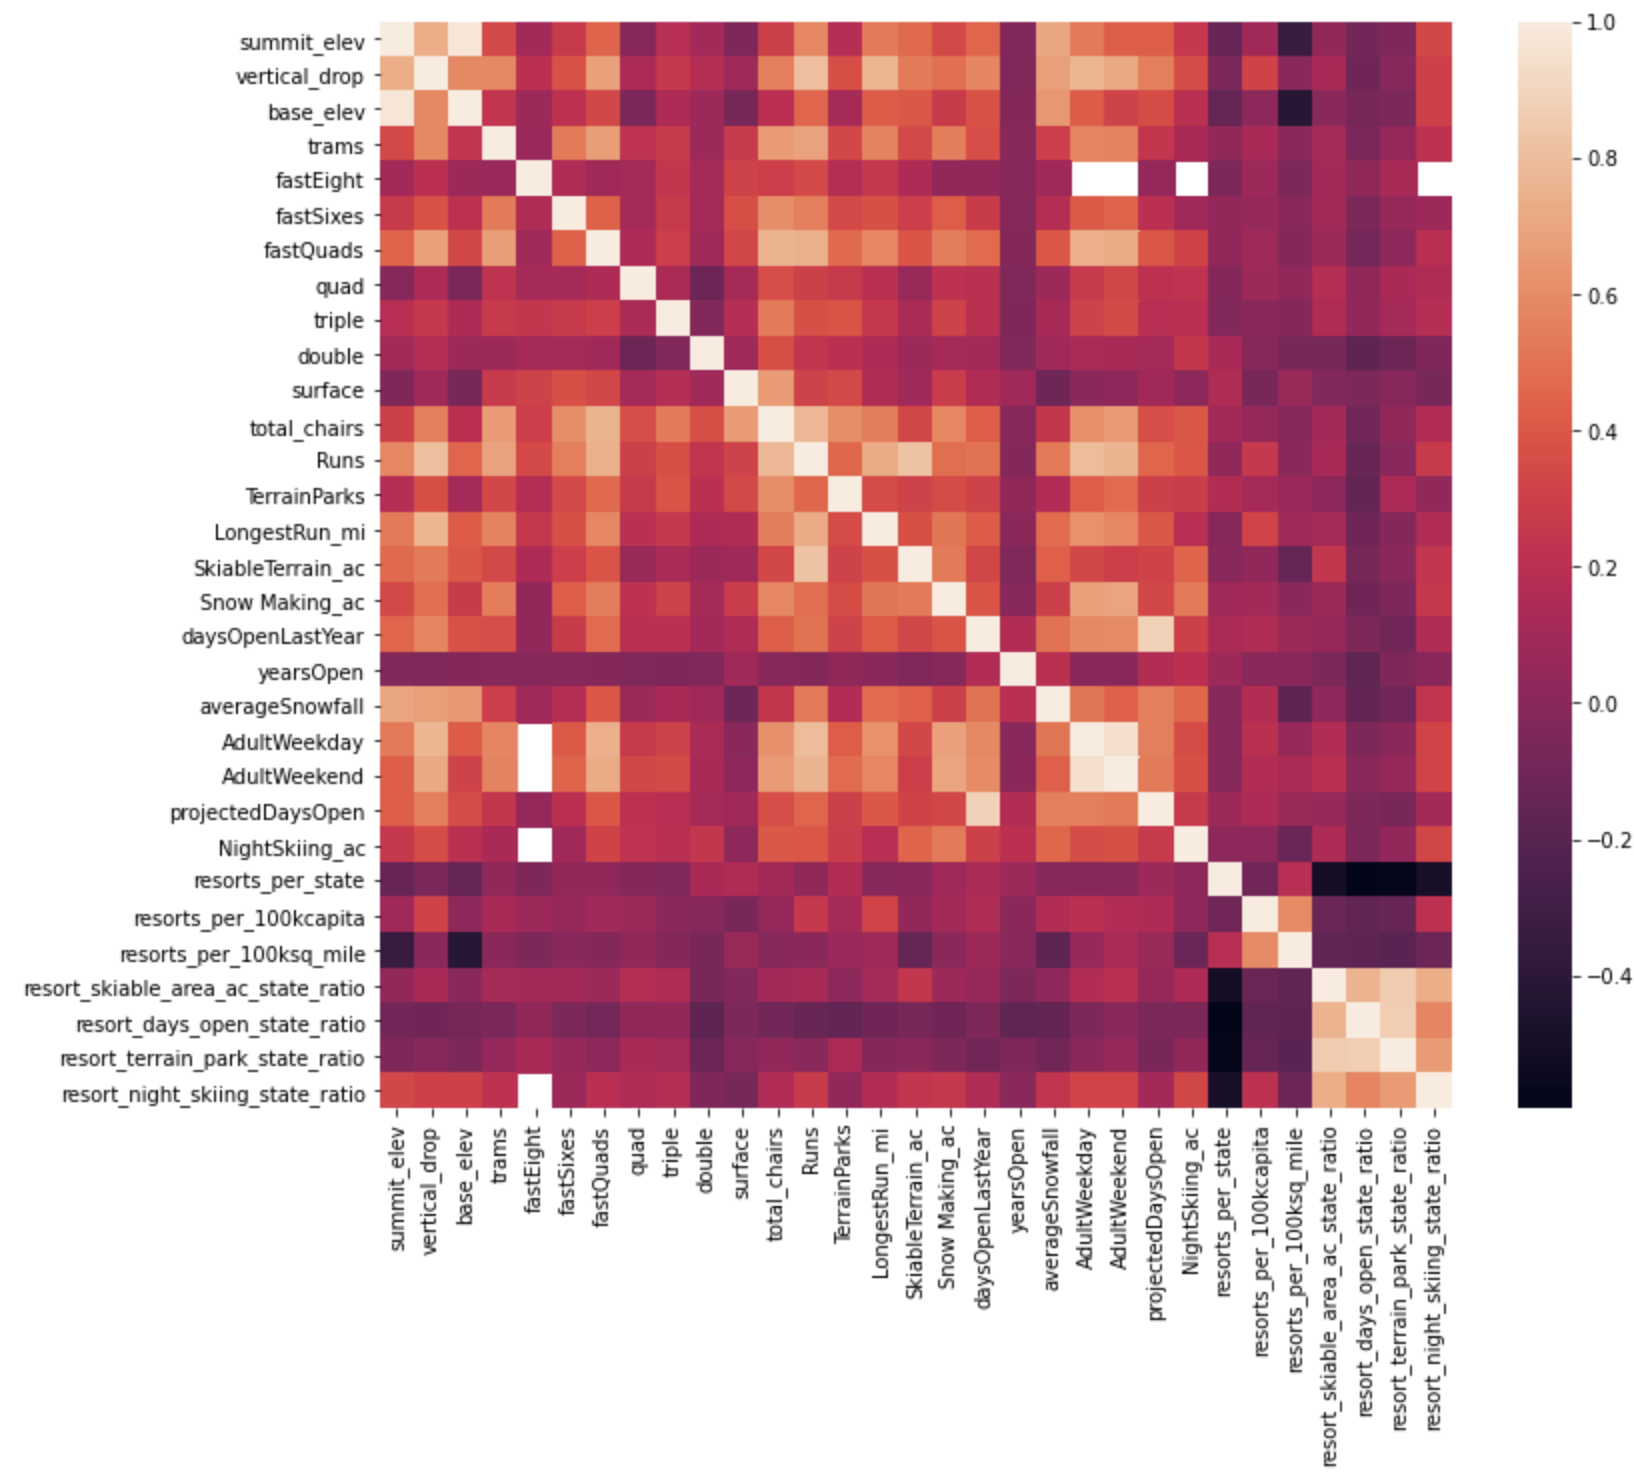 summit_elev
vertical_drop
base_elev
trams
fastEight
fastSixes
fastQuads
quad
triple
double
surface
total_chairs
Runs
TerrainParks
LongestRun_mi
SkiableTerrain_ac
Snow Making_ac
daysOpenLastYear
yearsOpen
averageSnowfall
AdultWeekday
AdultWeekend
projectedDaysOpen
NightSkiing_ac
resorts_per_state
resorts_per_100kcapita
resorts_per_100ksq_mile
resort_skiable_area_ac_state_ratio
resort_days_open_state_ratio
resort_terrain_park_state_ratio
resort_night_skiing_state_ratio
summit_elev
vertical_drop
base_elev
trams
fastEight
fastSixes
fastQuads
quad
triple
double
surface
total_chairs
Runs
TerrainParks
LongestRun_mi
SkiableTerrain_ac
Snow Making_ac
daysOpenLastYear
yearsOpen
averageSnowfall
AdultWeekday
AdultWeekend
projectedDaysOpen
NightSkiing_ac
resorts_per_state
resorts_per_100kcapita
resorts_per_100ksq_mile
resort_skiable_area_ac_state_ratio
resort_days_open_state_ratio
resort_terrain_park_state_ratio
resort_night_skiing_state_ratio
1.0
0.8
0.6
0.4
0.2
0.0
−0.2
−0.4